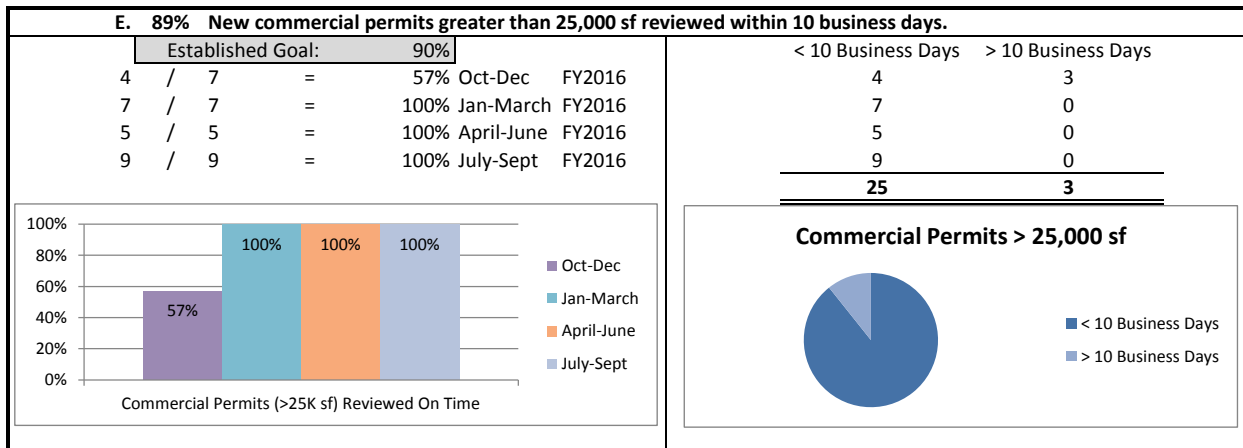 E. 89% New commercial permits greater than 25,000 sf reviewed within 10 business days.
Established Goal: 90%
4 / 7 = 57% Oct-Dec FY2016
7 / 7 = 100% Jan-March FY2016
5 / 5 = 100% April-June FY2016
9 / 9 = 100% July-Sept FY2016
< 10 Business Days > 10 Business Days
4 3
7 0
5 0
9 0
25 3
100%
80%
60%
40%
20%
0%
57%
100%
100%
100%
Commercial Permits (>25K sf) Reviewed On Time
Oct-Dec
Jan-March
April-June
July-Sept
Commercial Permits > 25,000 sf
< 10 Business Days
> 10 Business Days